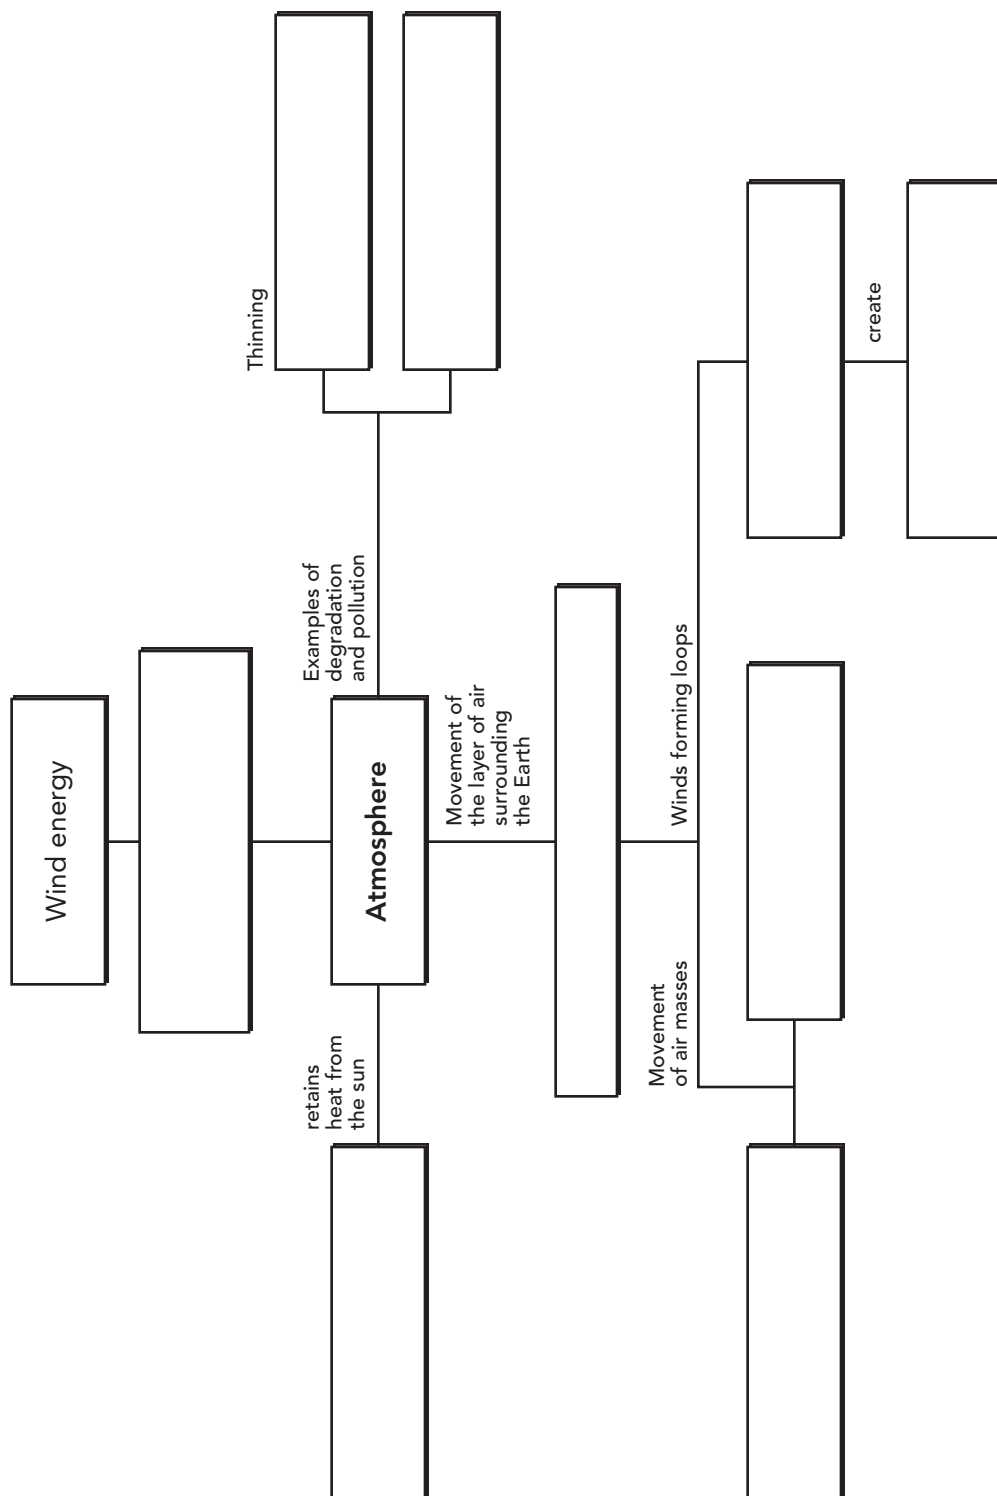 Wind energy
Thinning
Examples of
degradation
and pollution
Atmosphere
retains
heat from
the sun
Movement of
the layer of air
surrounding
the Earth
Movement
of air masses
Winds forming loops
create